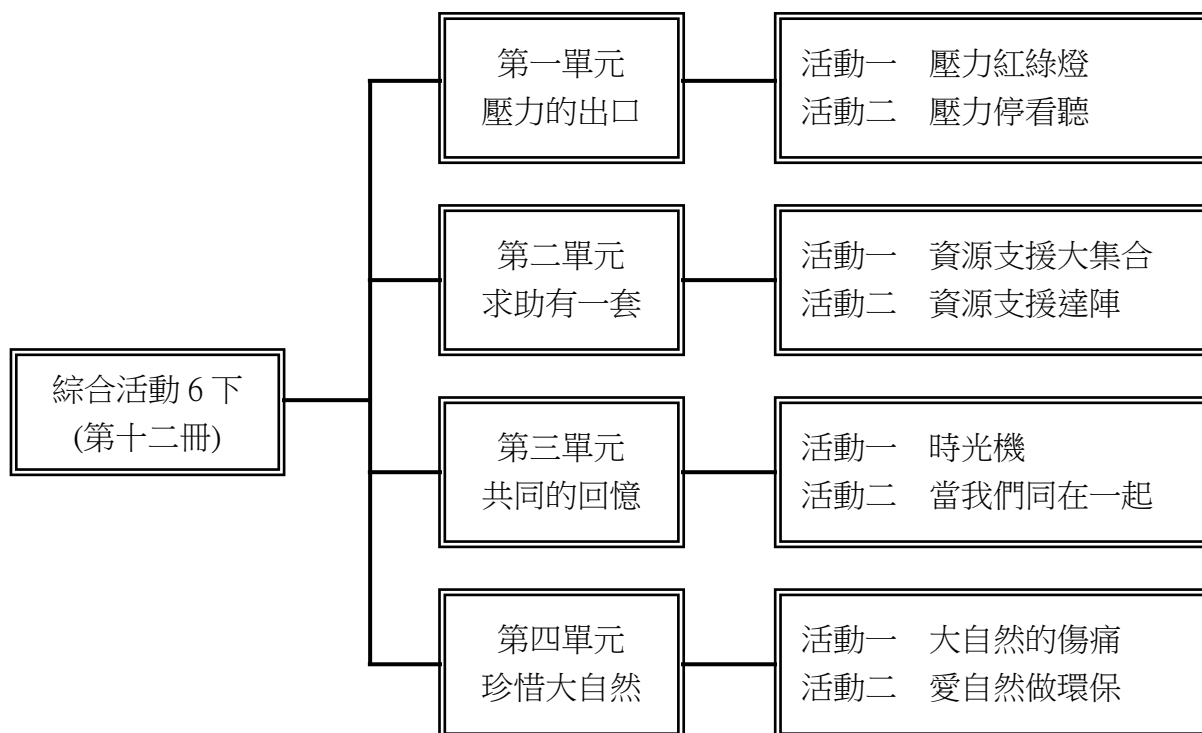 第一單元
壓力的出口
活動一　壓力紅綠燈
活動二　壓力停看聽
第二單元
求助有一套
活動一　資源支援大集合
活動二　資源支援達陣
綜合活動 6 下
(第十二冊)
第三單元
共同的回憶
活動一　時光機
活動二　當我們同在一起
第四單元
珍惜大自然
活動一　大自然的傷痛
活動二　愛自然做環保